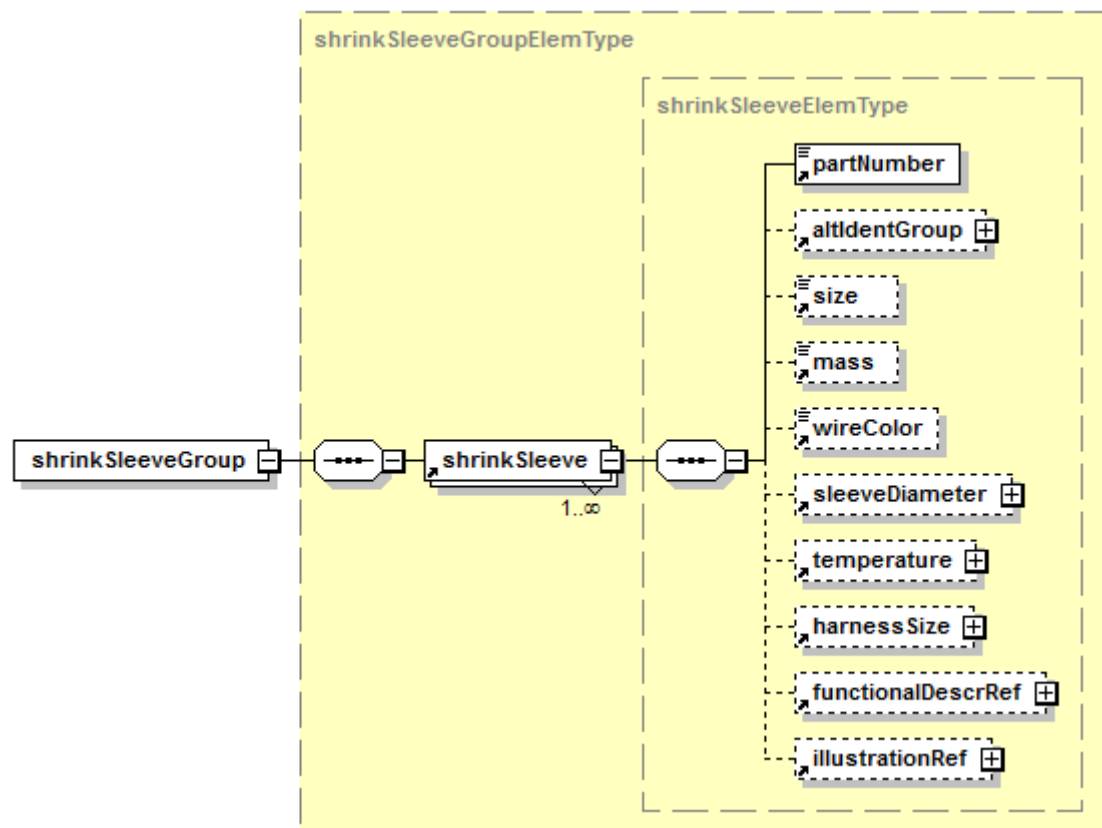 shrinkSleeveGroupElemType
shrinkSleeveElemType
partNumber
altIdentGroup
size
mass
wireColor
shrinkSleeveGroup
shrinkSleeve
1..∞
sleeveDiameter
temperature
harnessSize
functionalDescrRef
illustrationRef